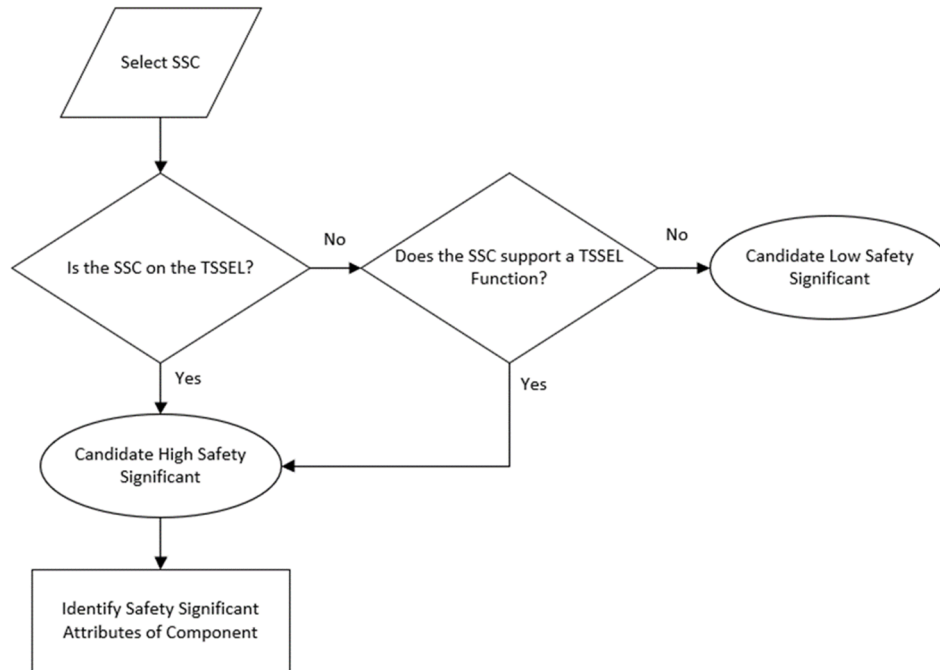 Select SSC
Is the SSC on the TSSEL?
No
Does the SSC support a TSSEL
Function?
No
Candidate Low Safety
Significant
Yes
Yes
Candidate High Safety
Significant
Identify Safety Significant
Attributes of Component